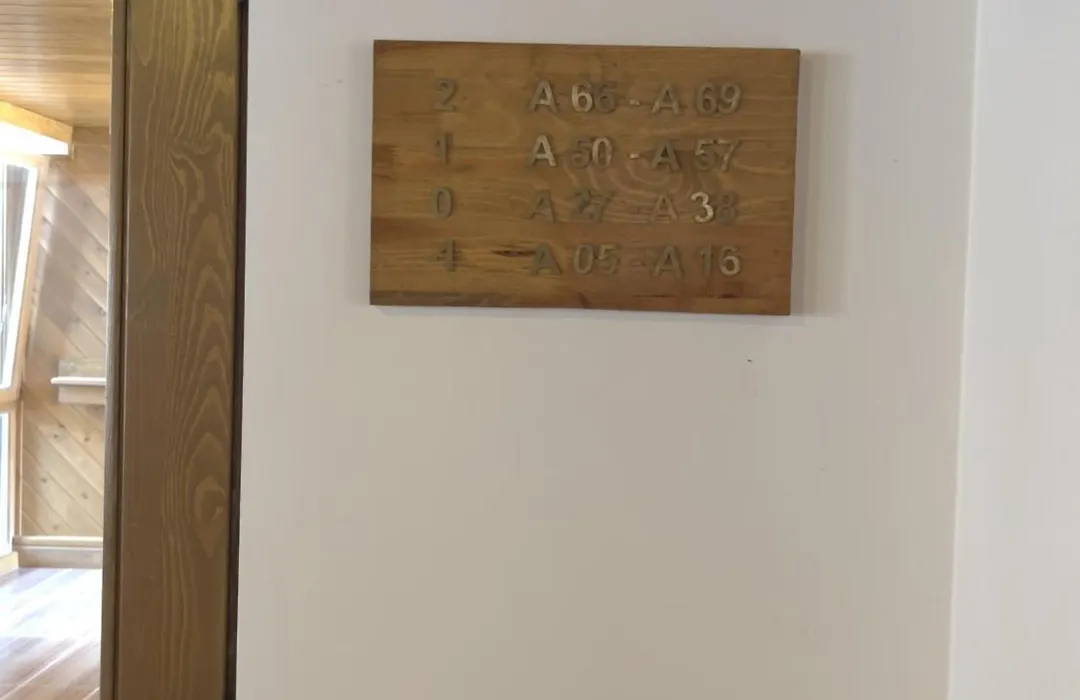 2 A 66 - A 69
1 A 50 - A 57
0 A 27 - A 38
-1 A 05 - A 16